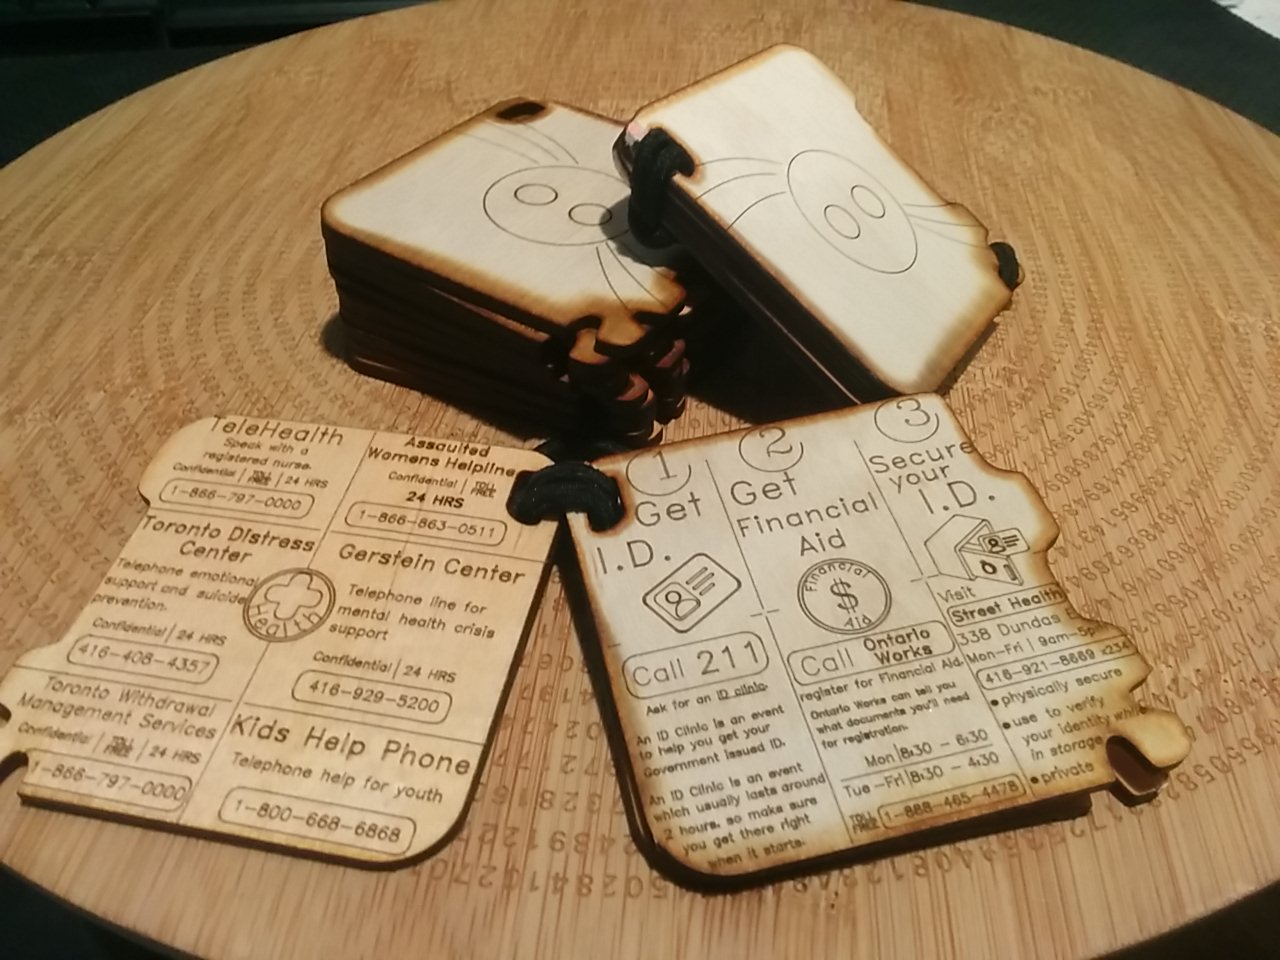 TeleHealth
Speak with a
registered nurse.
Confidential | TOLL FREE | 24 HRS
1-866-797-0000
Assaulted
Womens Helpline
Confidential | TOLL FREE
24 HRS
1-866-863-0511
Toronto Distress
Center
Telephone emotional
support and suicide
prevention.
Confidential | 24 HRS
416-408-4357
Health
Gerstein Center
Telephone line for
mental health crisis
support
Confidential | 24 HRS
416-929-5200
Toronto Withdrawal
Management Services
Confidential | TOLL FREE | 24 HRS
1-866-797-0000
Kids Help Phone
Telephone help for youth
1-800-668-6868
1
Get
I.D.
Call 211
Ask for an ID clinic.
An ID Clinic is an event
to help you get your
Government issued ID.
An ID Clinic is an event
which usually lasts around
2 hours, so make sure
you get there right
when it starts.
2
Get
Financial
Aid
Financial
$
Aid
Call Ontario
Works
register for Financial Aid.
Ontario Works can tell you
what documents you'll need
for registration.
Mon | 8:30 - 6:30
Tue -Fri | 8:30 - 4:30
TOLL FREE 1-888-465-4478
3
Secure
your
I.D.
Visit
Street Health
338 Dundas
Mon-Fri | 9am-5p
416-921-8669 x234
• physically secure
• use to verify
your identity while
in storage
• private